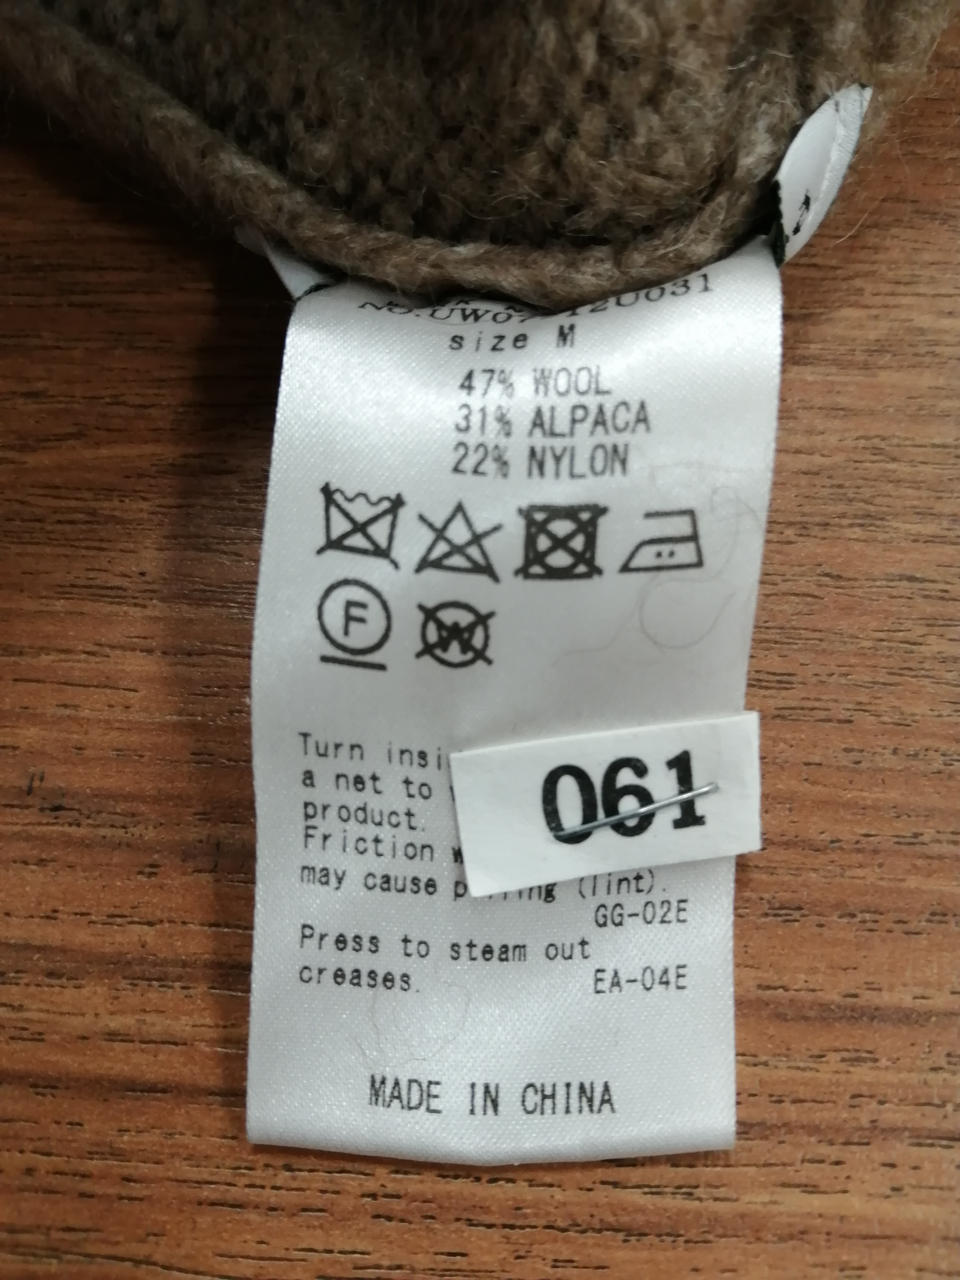 size M
47% WOOL
31% ALPACA
22% NYLON
F
W
Turn
a net to
product.
Friction
may cause (lint).
GG-02E
Press to steam out
creases.
EA-04E
MADE IN CHINA
061